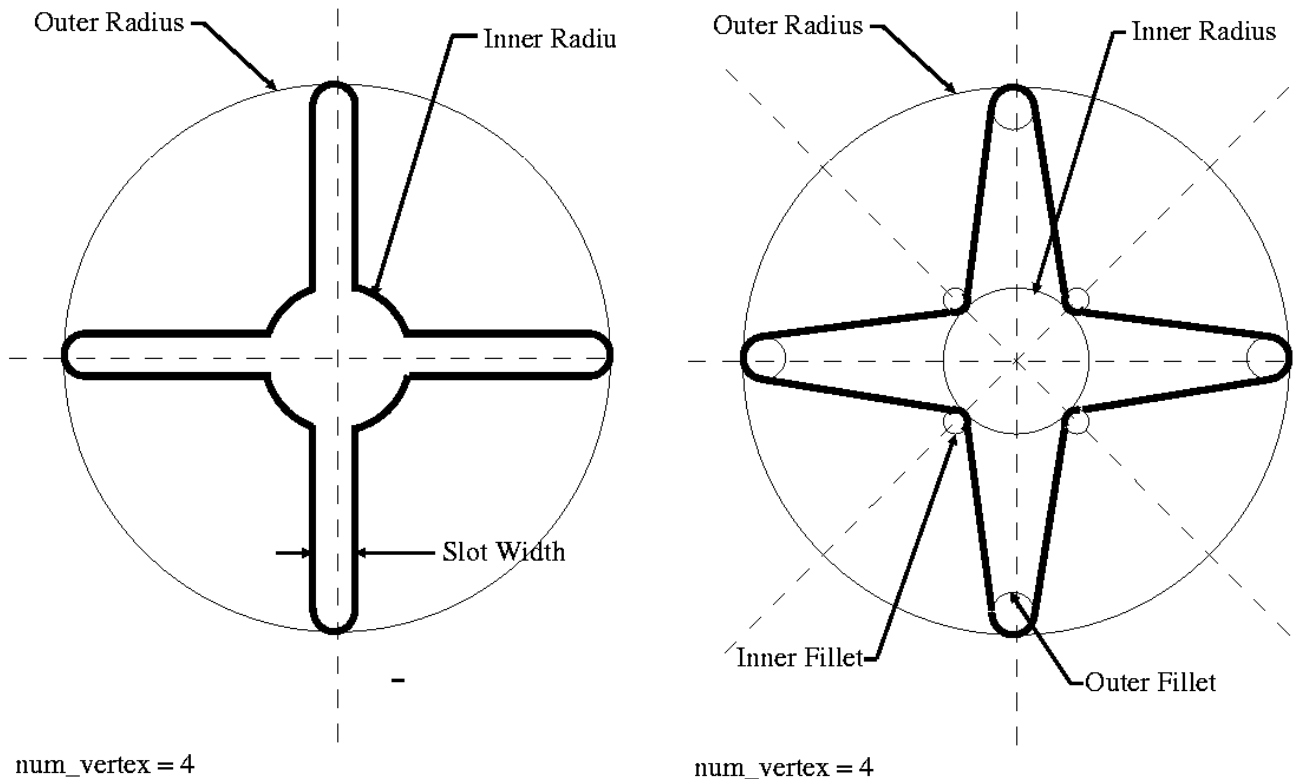 Outer Radius
Inner Radiu
Slot Width
num_vertex = 4
Outer Radius
Inner Radius
Inner Fillet
Outer Fillet
num_vertex = 4